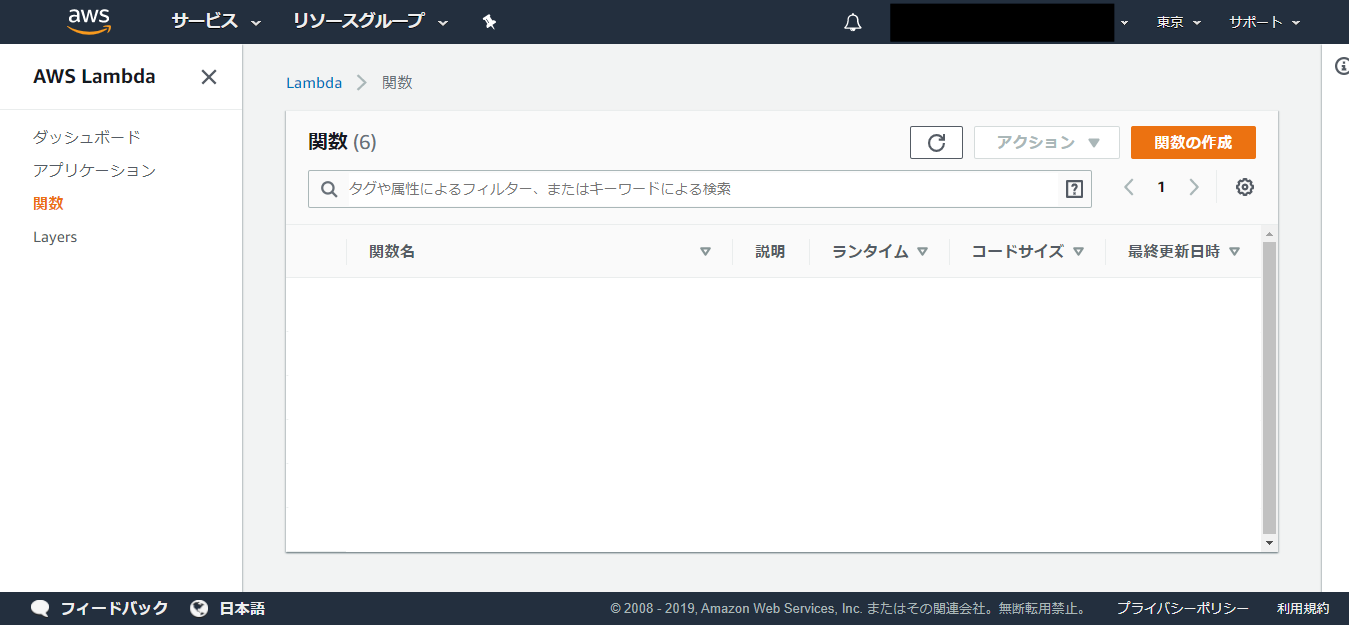 aws サービス リソースグループ 東京 サポート
AWS Lambda
ダッシュボード
アプリケーション
関数
Layers
Lambda > 関数
関数 (6) アクション 関数の作成
タグや属性によるフィルター、またはキーワードによる検索 ? 1
関数名 説明 ランタイム コードサイズ 最終更新日時
フィードバック 日本語 © 2008 - 2019, Amazon Web Services, Inc. またはその関連会社。無断転用禁止。 プライバシーポリシー 利用規約